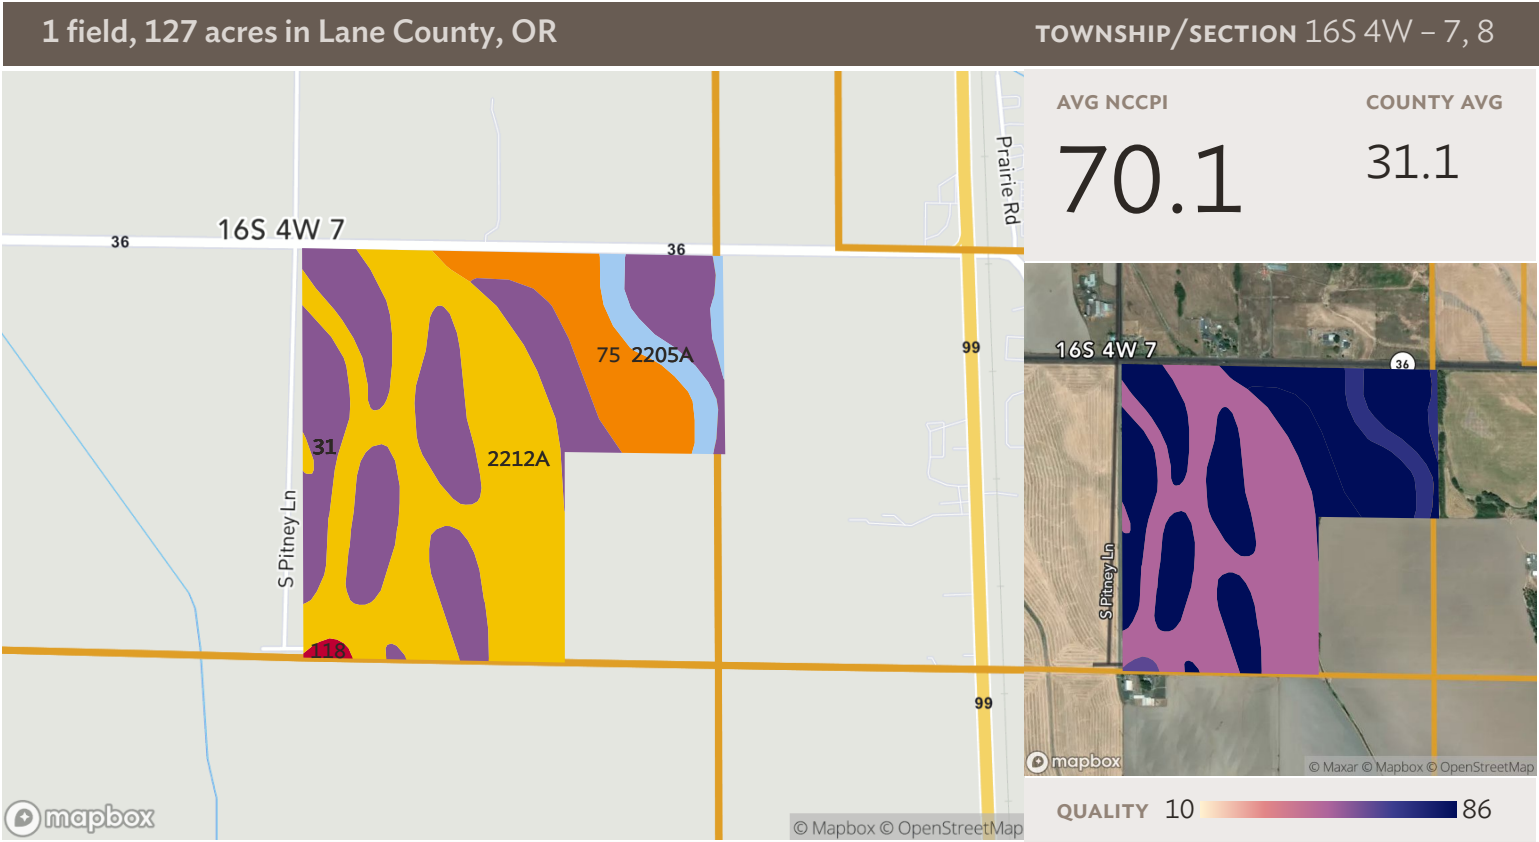 1 field, 127 acres in Lane County, OR
TOWNSHIP/SECTION 16S 4W – 7, 8
AVG NCCPI
COUNTY AVG
70.1
31.1
Prairie Rd
16S 4W 7
36
36
99
75 2205A
31
2212A
S Pitney Ln
118
99
mapbox
© Mapbox © OpenStreetMap
16S 4W 7
36
S Pitney Ln
mapbox
© Maxar © Mapbox © OpenStreetMap
QUALITY 10 86